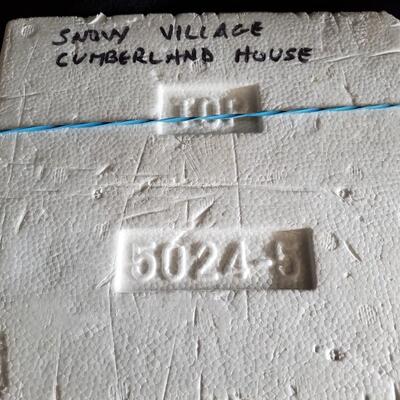 SNOW VILLAGE
CUMBERLAND HOUSE
TOP
5024-5